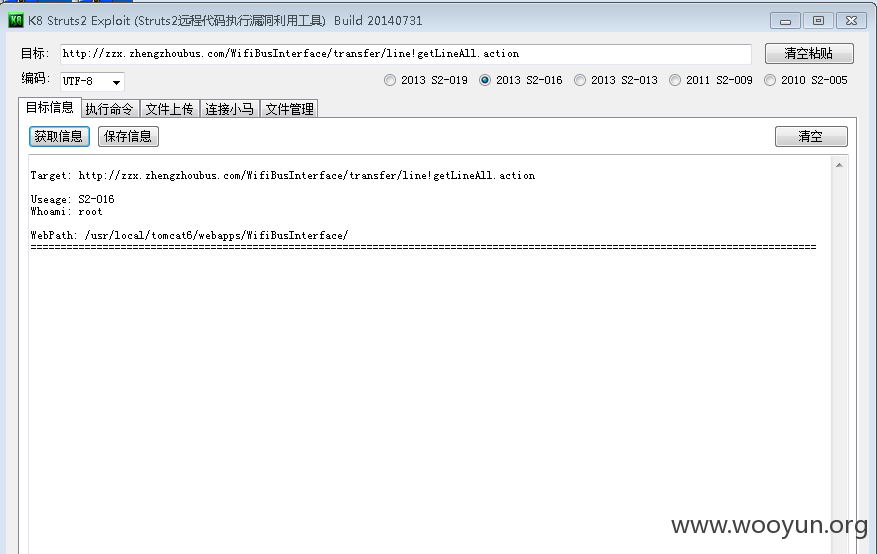 K8 Struts2 Exploit (Struts2远程代码执行漏洞利用工具) Build 20140731
目标: http://zzx.zhengzhoubus.com/WifiBusInterface/transfer/line!getLineAll.action 清空粘贴
编码: UTF-8 2013 S2-019 2013 S2-016 2013 S2-013 2011 S2-009 2010 S2-005
目标信息 执行命令 文件上传 连接小马 文件管理
获取信息 保存信息 清空
Target: http://zzx.zhengzhoubus.com/WifiBusInterface/transfer/line!getLineAll.action
Useage: S2-016
Whoami: root
WebPath: /usr/local/tomcat6/webapps/WifiBusInterface/
www.wooyun.org